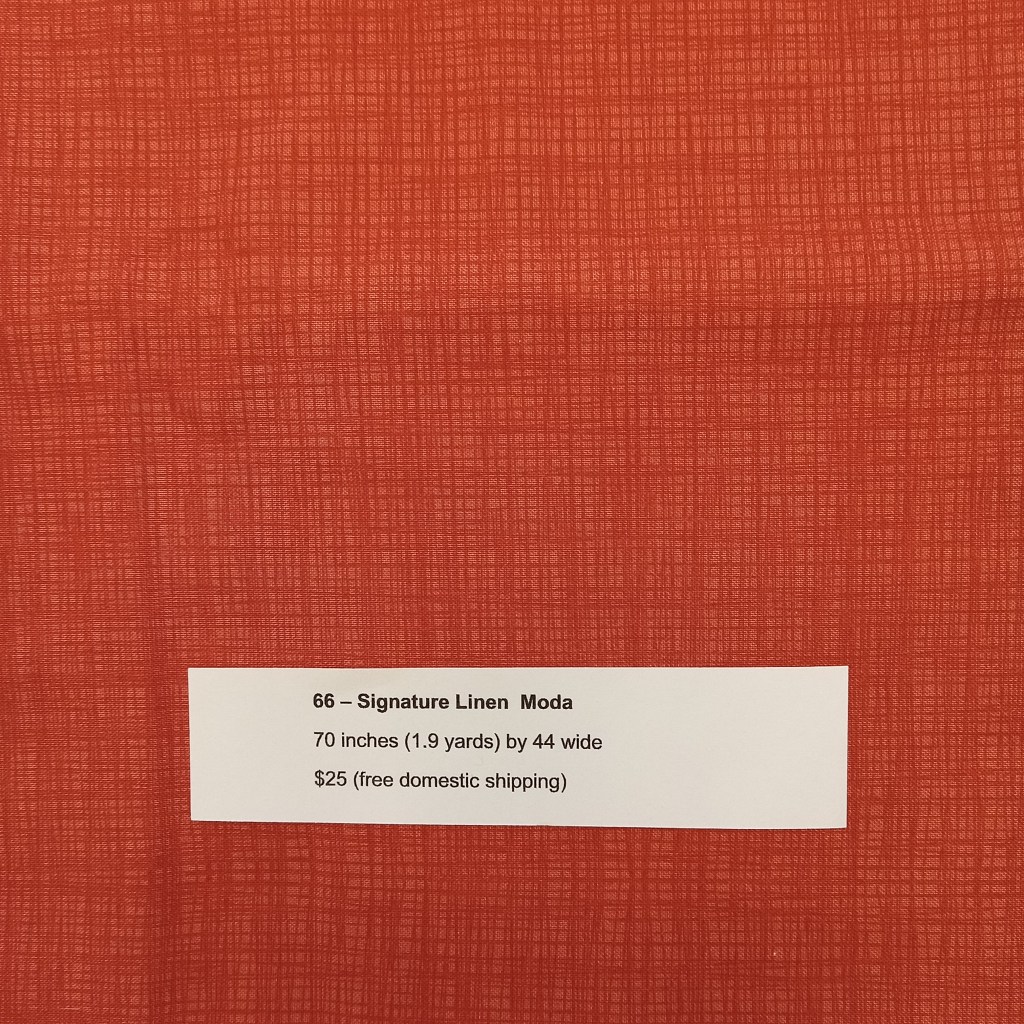 66 – Signature Linen  Moda
70 inches (1.9 yards) by 44 wide
$25 (free domestic shipping)